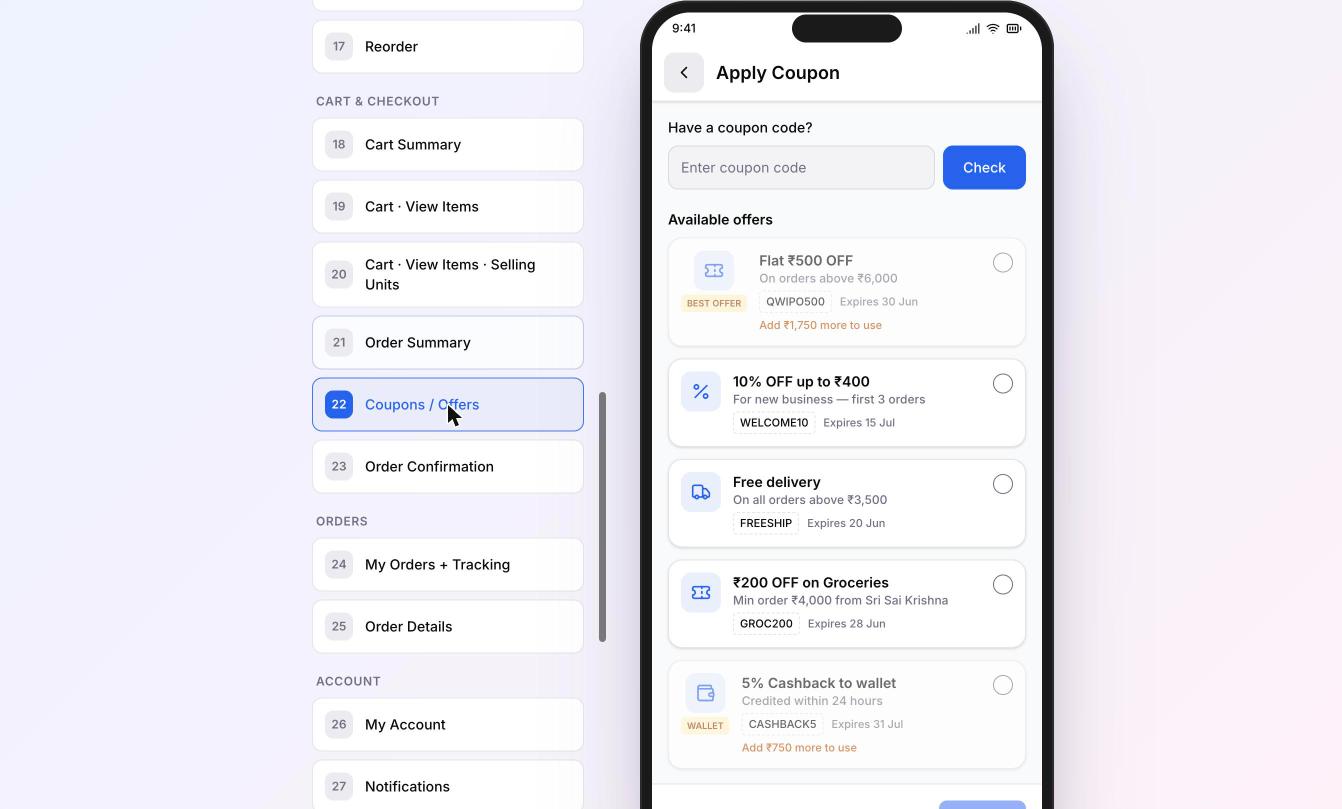 17 Reorder
CART & CHECKOUT
18 Cart Summary
19 Cart · View Items
20 Cart · View Items · Selling
Units
21 Order Summary
22 Coupons / Offers
23 Order Confirmation
ORDERS
24 My Orders + Tracking
25 Order Details
ACCOUNT
26 My Account
27 Notifications
9:41
Apply Coupon
Have a coupon code?
Enter coupon code
Check
Available offers
Flat ₹500 OFF
On orders above ₹6,000
BEST OFFER
QWIPO500 Expires 30 Jun
Add ₹1,750 more to use
10% OFF up to ₹400
For new business — first 3 orders
WELCOME10 Expires 15 Jul
Free delivery
On all orders above ₹3,500
FREESHIP Expires 20 Jun
₹200 OFF on Groceries
Min order ₹4,000 from Sri Sai Krishna
GROC200 Expires 28 Jun
5% Cashback to wallet
Credited within 24 hours
WALLET
CASHBACK5 Expires 31 Jul
Add ₹750 more to use